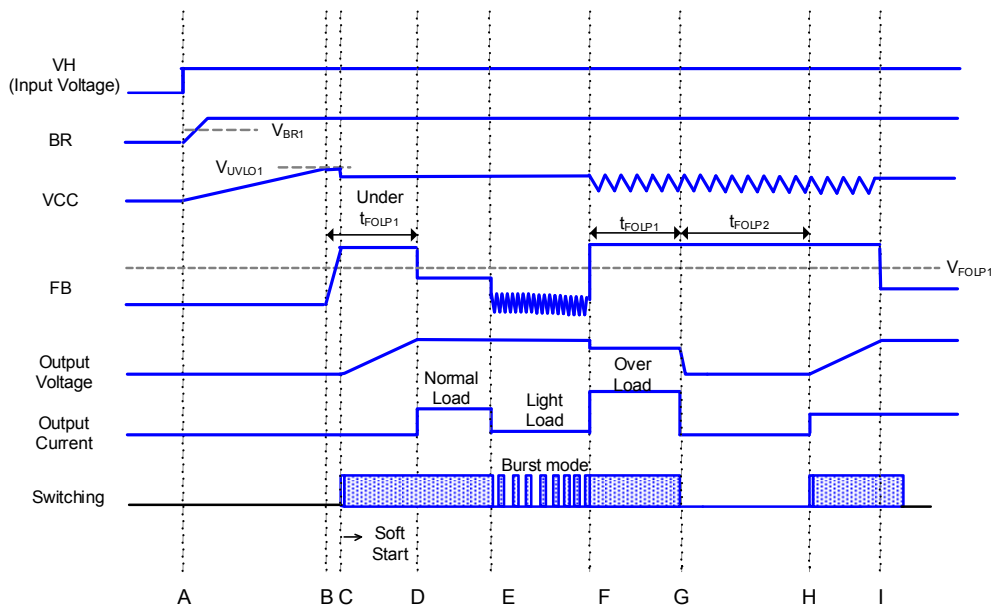 VH
(Input Voltage)
BR
V_BR1
V_UVLO1
VCC
Under
t_FOLP1
t_FOLP1
t_FOLP2
V_FOLP1
FB
Output
Voltage
Normal
Load
Light
Load
Over
Load
Output
Current
Burst mode
Switching
Soft
Start
A B C D E F G H I